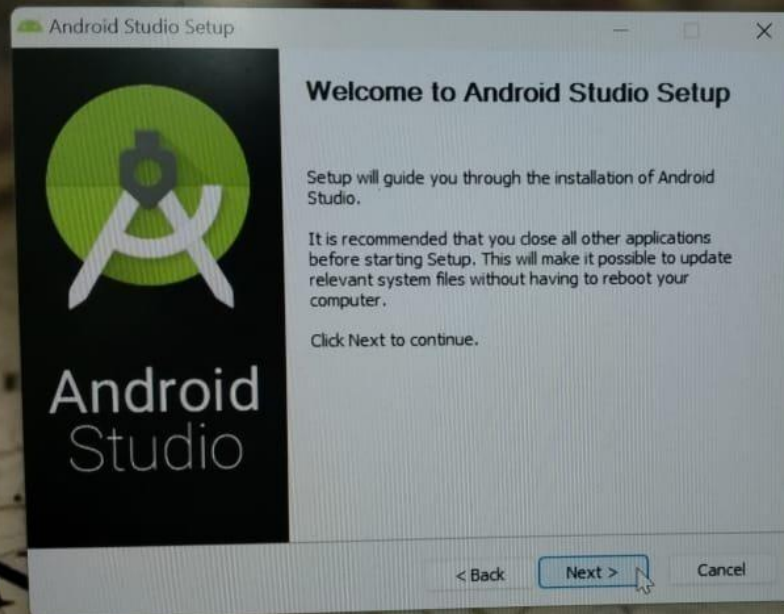 Android Studio Setup
Welcome to Android Studio Setup
Setup will guide you through the installation of Android
Studio.
It is recommended that you close all other applications
before starting Setup. This will make it possible to update
relevant system files without having to reboot your
computer.
Click Next to continue.
Android
Studio
< Back
Next >
Cancel